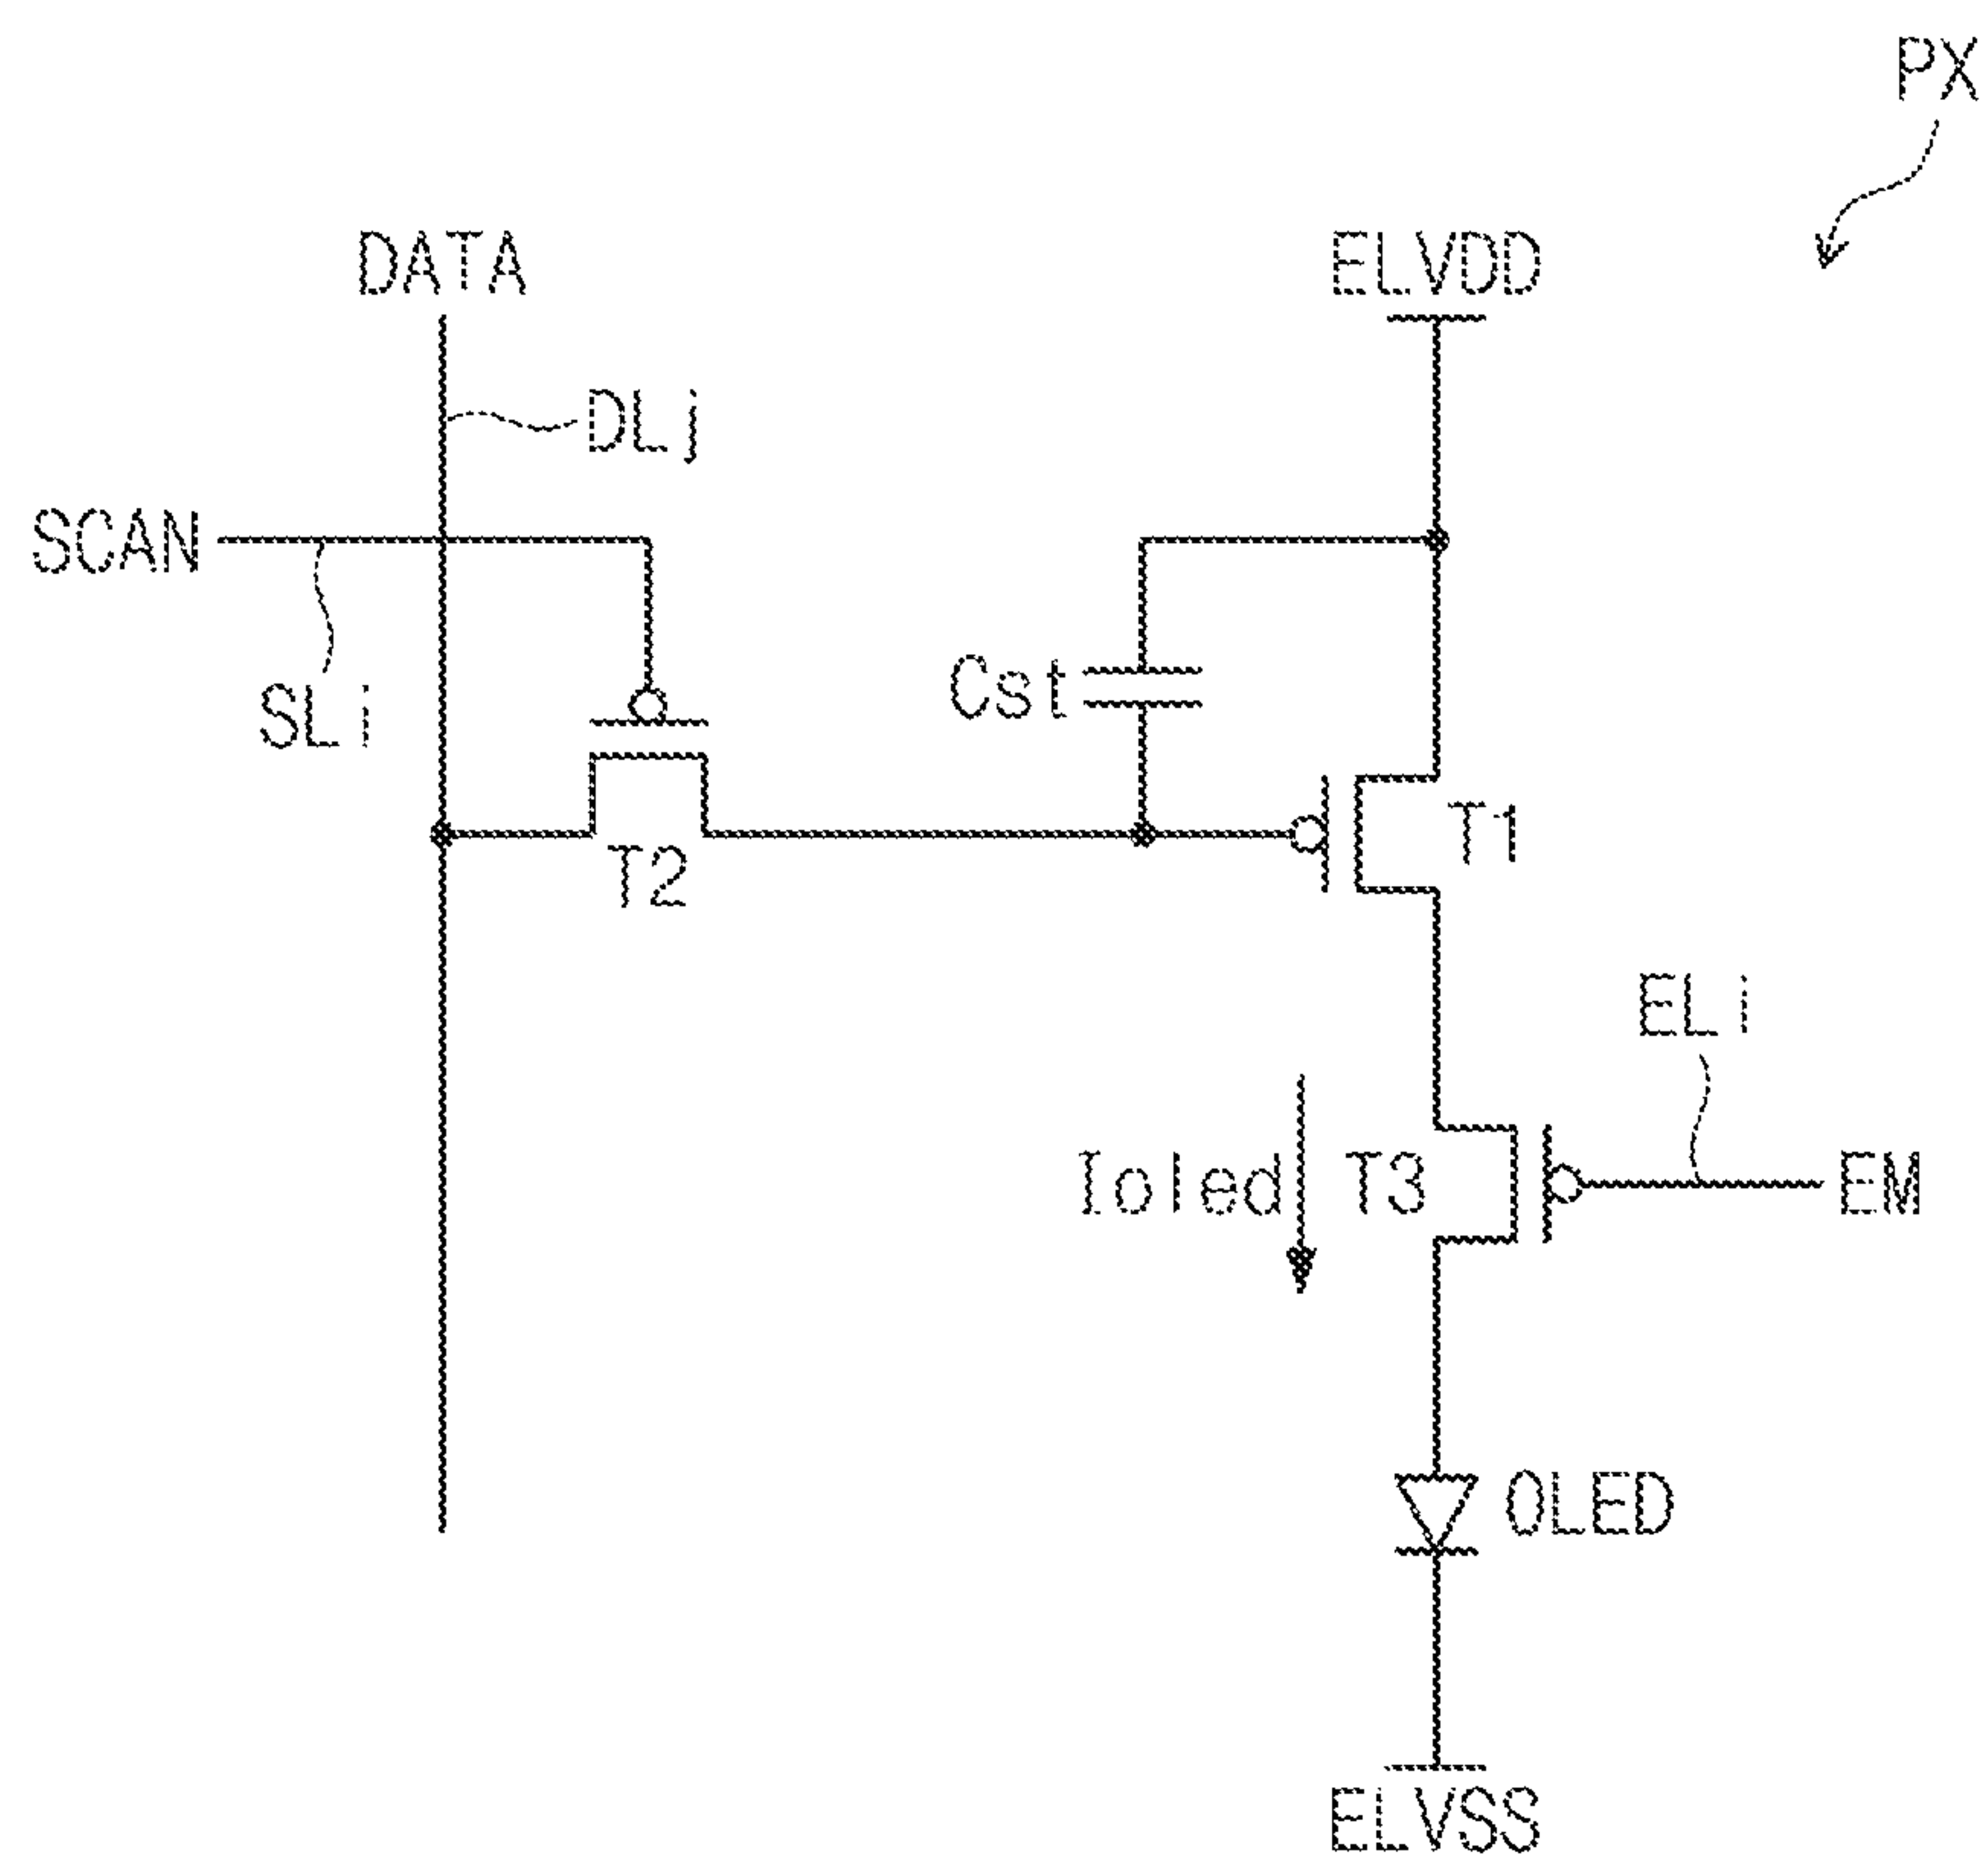 PX
DATA
ELVDD
DLj
SCAN
SLi
Cst
T1
T2
ELi
Ioled
T3
EM
OLED
ELVSS